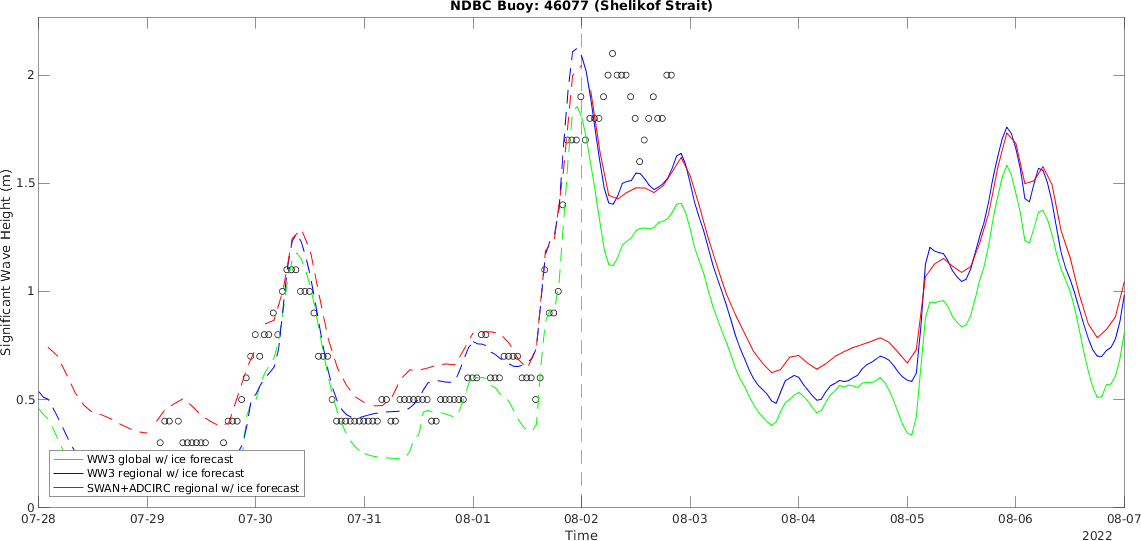 NDBC Buoy: 46077 (Shelikof Strait)
Significant Wave Height (m)
2
1.5
1
0.5
0
WW3 global w/ ice forecast
WW3 regional w/ ice forecast
SWAN+ADCIRC regional w/ ice forecast
07-28 07-29 07-30 07-31 08-01 08-02 08-03 08-04 08-05 08-06 08-07
Time
2022